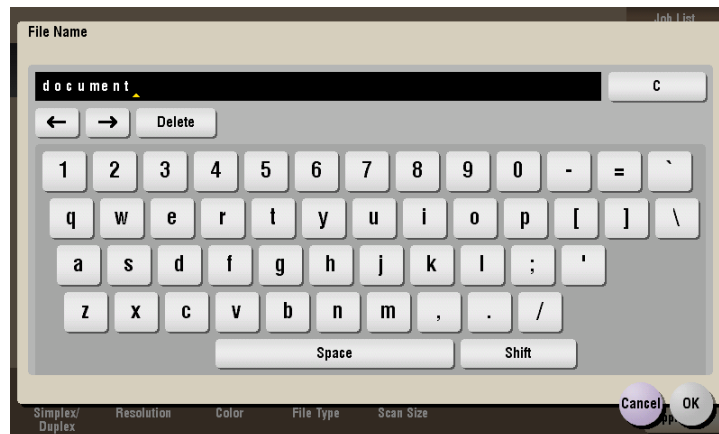 Job List
File Name
document
C
← → Delete
1 2 3 4 5 6 7 8 9 0 - = `
q w e r t y u i o p [ ] \
a s d f g h j k l ; '
z x c v b n m , . /
Space Shift
Cancel OK
Simplex/ Resolution Color File Type Scan Size
Duplex